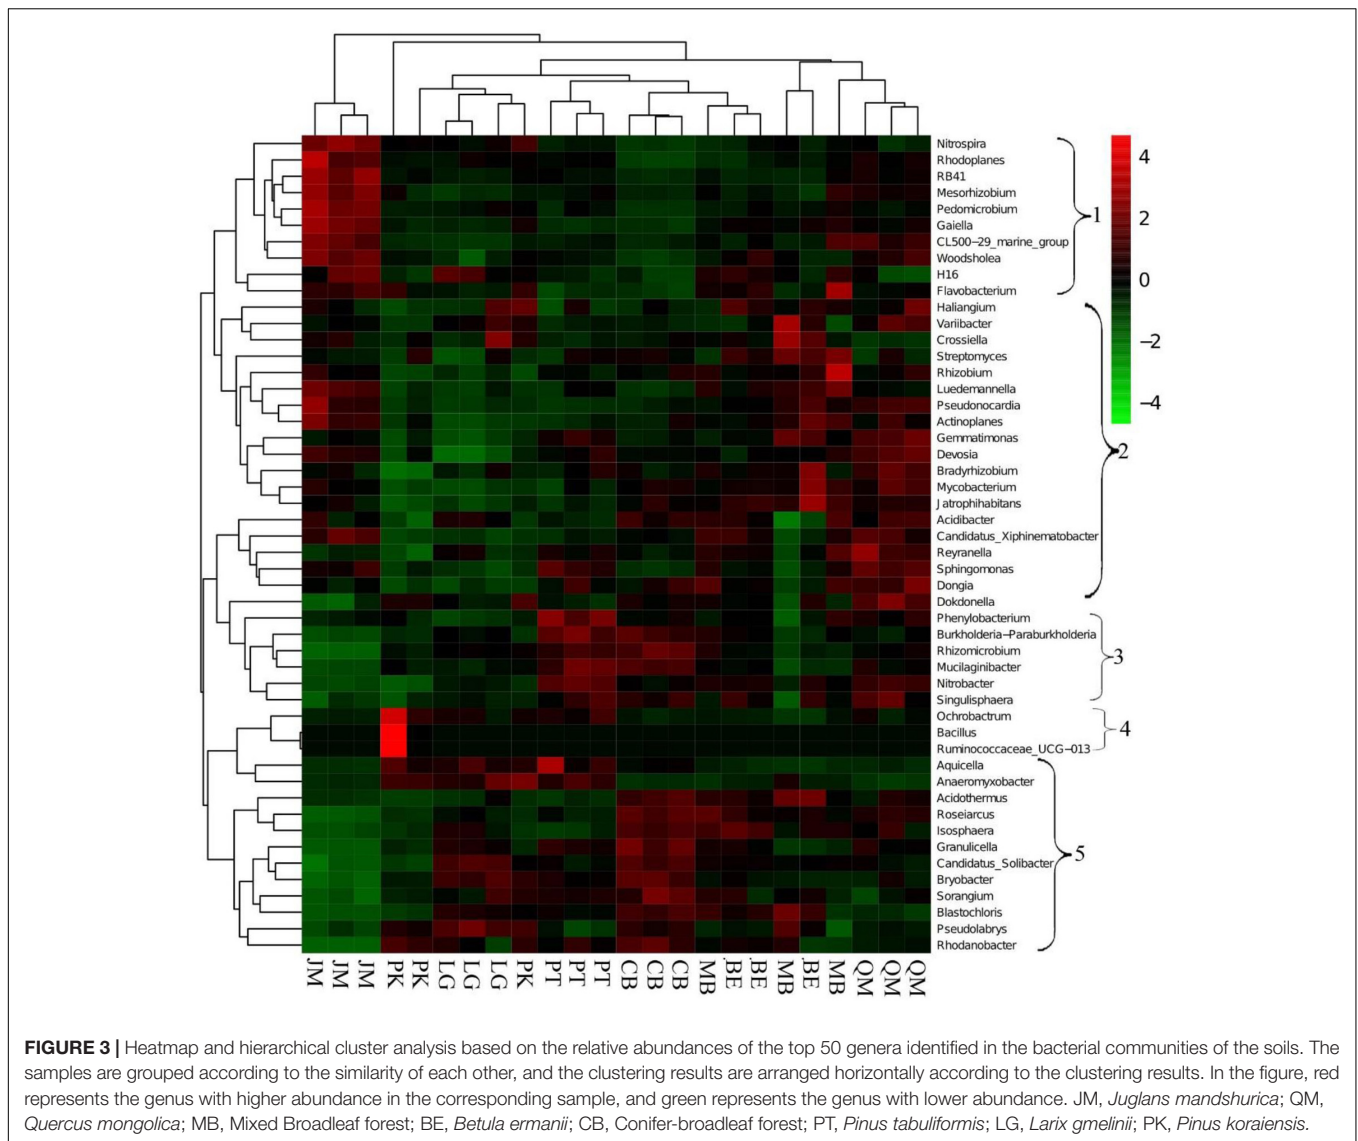 Nitrospira
Rhodoplanes
RB41
Mesorhizobium
Pedomicrobium
Gaiella
CL500−29_marine_group
Woodsholea
H16
Flavobacterium
Haliangium
Variibacter
Crossiella
Streptomyces
Rhizobium
Luedemannella
Pseudonocardia
Actinoplanes
Gemmatimonas
Devosia
Bradyrhizobium
Mycobacterium
Jatrophihabitans
Acidibacter
Candidatus_Xiphinematobacter
Reyranella
Sphingomonas
Dongia
Dokdonella
Phenylobacterium
Burkholderia−Paraburkholderia
Rhizomicrobium
Mucilaginibacter
Nitrobacter
Singulisphaera
Ochrobactrum
Bacillus
Ruminococcaceae_UCG−013
Aquicella
Anaeromyxobacter
Acidothermus
Roseiarcus
Isosphaera
Granulicella
Candidatus_Solibacter
Bryobacter
Sorangium
Blastochloris
Pseudolabrys
Rhodanobacter
1
2
3
4
5
4
2
0
−2
−4
JM JM JM PK PK LG LG LG PK PT PT PT CB CB CB MB BE BE MB BE MB QM QM QM
FIGURE 3 | Heatmap and hierarchical cluster analysis based on the relative abundances of the top 50 genera identified in the bacterial communities of the soils. The
samples are grouped according to the similarity of each other, and the clustering results are arranged horizontally according to the clustering results. In the figure, red
represents the genus with higher abundance in the corresponding sample, and green represents the genus with lower abundance. JM, Juglans mandshurica; QM,
Quercus mongolica; MB, Mixed Broadleaf forest; BE, Betula ermanii; CB, Conifer-broadleaf forest; PT, Pinus tabuliformis; LG, Larix gmelinii; PK, Pinus koraiensis.